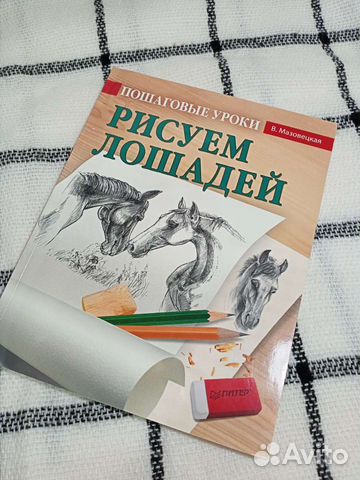 ПОШАГОВЫЕ УРОКИ
В. Мазовецкая
РИСУЕМ
ЛОШАДЕЙ
ПИТЕР
Avito